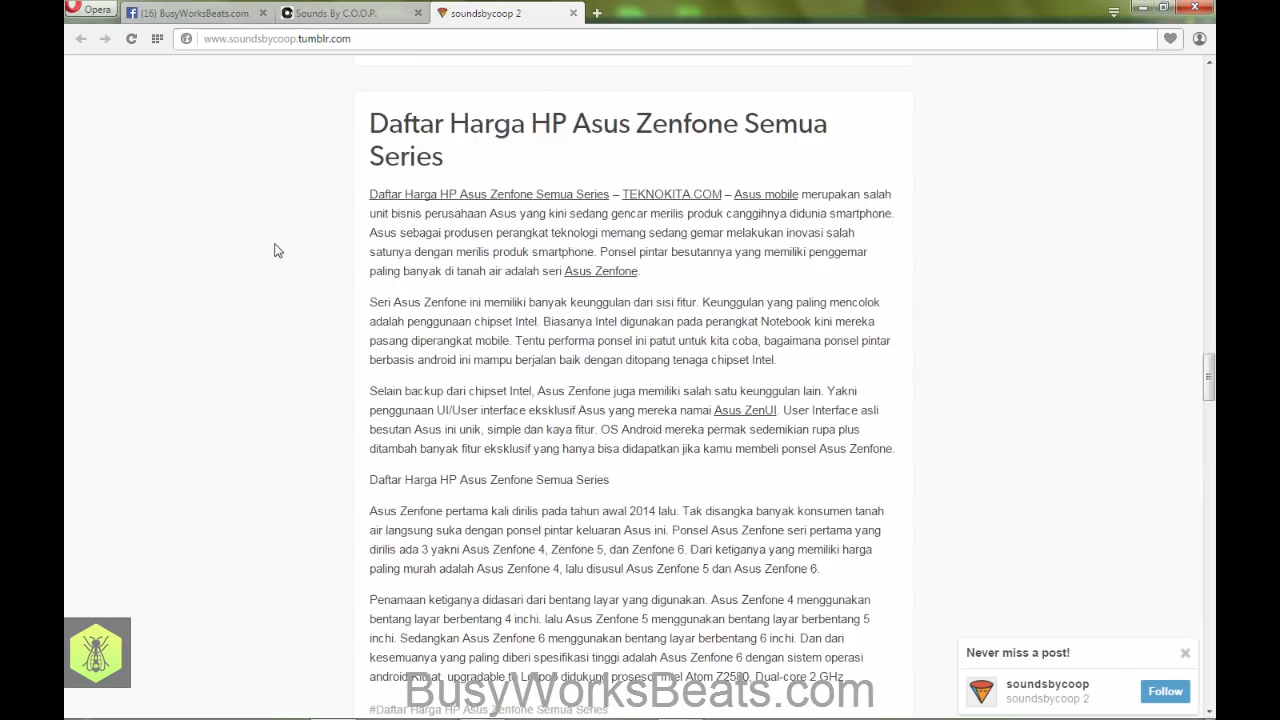 Opera
(16) BusyWorksBeats.com
Sounds By C.O.O.P.
soundsbycoop 2
www.soundsbycoop.tumblr.com
Daftar Harga HP Asus Zenfone Semua
Series
Daftar Harga HP Asus Zenfone Semua Series – TEKNOKITA.COM – Asus mobile merupakan salah
unit bisnis perusahaan Asus yang kini sedang gencar merilis produk canggihnya didunia smartphone.
Asus sebagai produsen perangkat teknologi memang sedang gemar melakukan inovasi salah
satunya dengan merilis produk smartphone. Ponsel pintar besutannya yang memiliki penggemar
paling banyak di tanah air adalah seri Asus Zenfone.
Seri Asus Zenfone ini memiliki banyak keunggulan dari sisi fitur. Keunggulan yang paling mencolok
adalah penggunaan chipset Intel. Biasanya Intel digunakan pada perangkat Notebook kini mereka
pasang diperangkat mobile. Tentu performa ponsel ini patut untuk kita coba, bagaimana ponsel pintar
berbasis android ini mampu berjalan baik dengan ditopang tenaga chipset Intel.
Selain backup dari chipset Intel, Asus Zenfone juga memiliki salah satu keunggulan lain. Yakni
penggunaan UI/User interface eksklusif Asus yang mereka namai Asus ZenUI. User Interface asli
besutan Asus ini unik, simple dan kaya fitur. OS Android mereka permak sedemikian rupa plus
ditambah banyak fitur eksklusif yang hanya bisa didapatkan jika kamu membeli ponsel Asus Zenfone.
Daftar Harga HP Asus Zenfone Semua Series
Asus Zenfone pertama kali dirilis pada tahun awal 2014 lalu. Tak disangka banyak konsumen tanah
air langsung suka dengan ponsel pintar keluaran Asus ini. Ponsel Asus Zenfone seri pertama yang
dirilis ada 3 yakni Asus Zenfone 4, Zenfone 5, dan Zenfone 6. Dari ketiganya yang memiliki harga
paling murah adalah Asus Zenfone 4, lalu disusul Asus Zenfone 5 dan Asus Zenfone 6.
Penamaan ketiganya didasari dari bentang layar yang digunakan. Asus Zenfone 4 menggunakan
bentang layar berbentang 4 inchi. lalu Asus Zenfone 5 menggunakan bentang layar berbentang 5
inchi. Sedangkan Asus Zenfone 6 menggunakan bentang layar berbentang 6 inchi. Dan dari
kesemuanya yang paling diberi spesifikasi tinggi adalah Asus Zenfone 6 dengan sistem operasi
android Kitkat, upgradable to Lolipop didukung prosesor Intel Atom Z2580, Dual-core 2 GHz
#Daftar Harga HP Asus Zenfone Semua Series
BusyWorksBeats.com
Never miss a post!
soundsbycoop
soundsbycoop 2
Follow